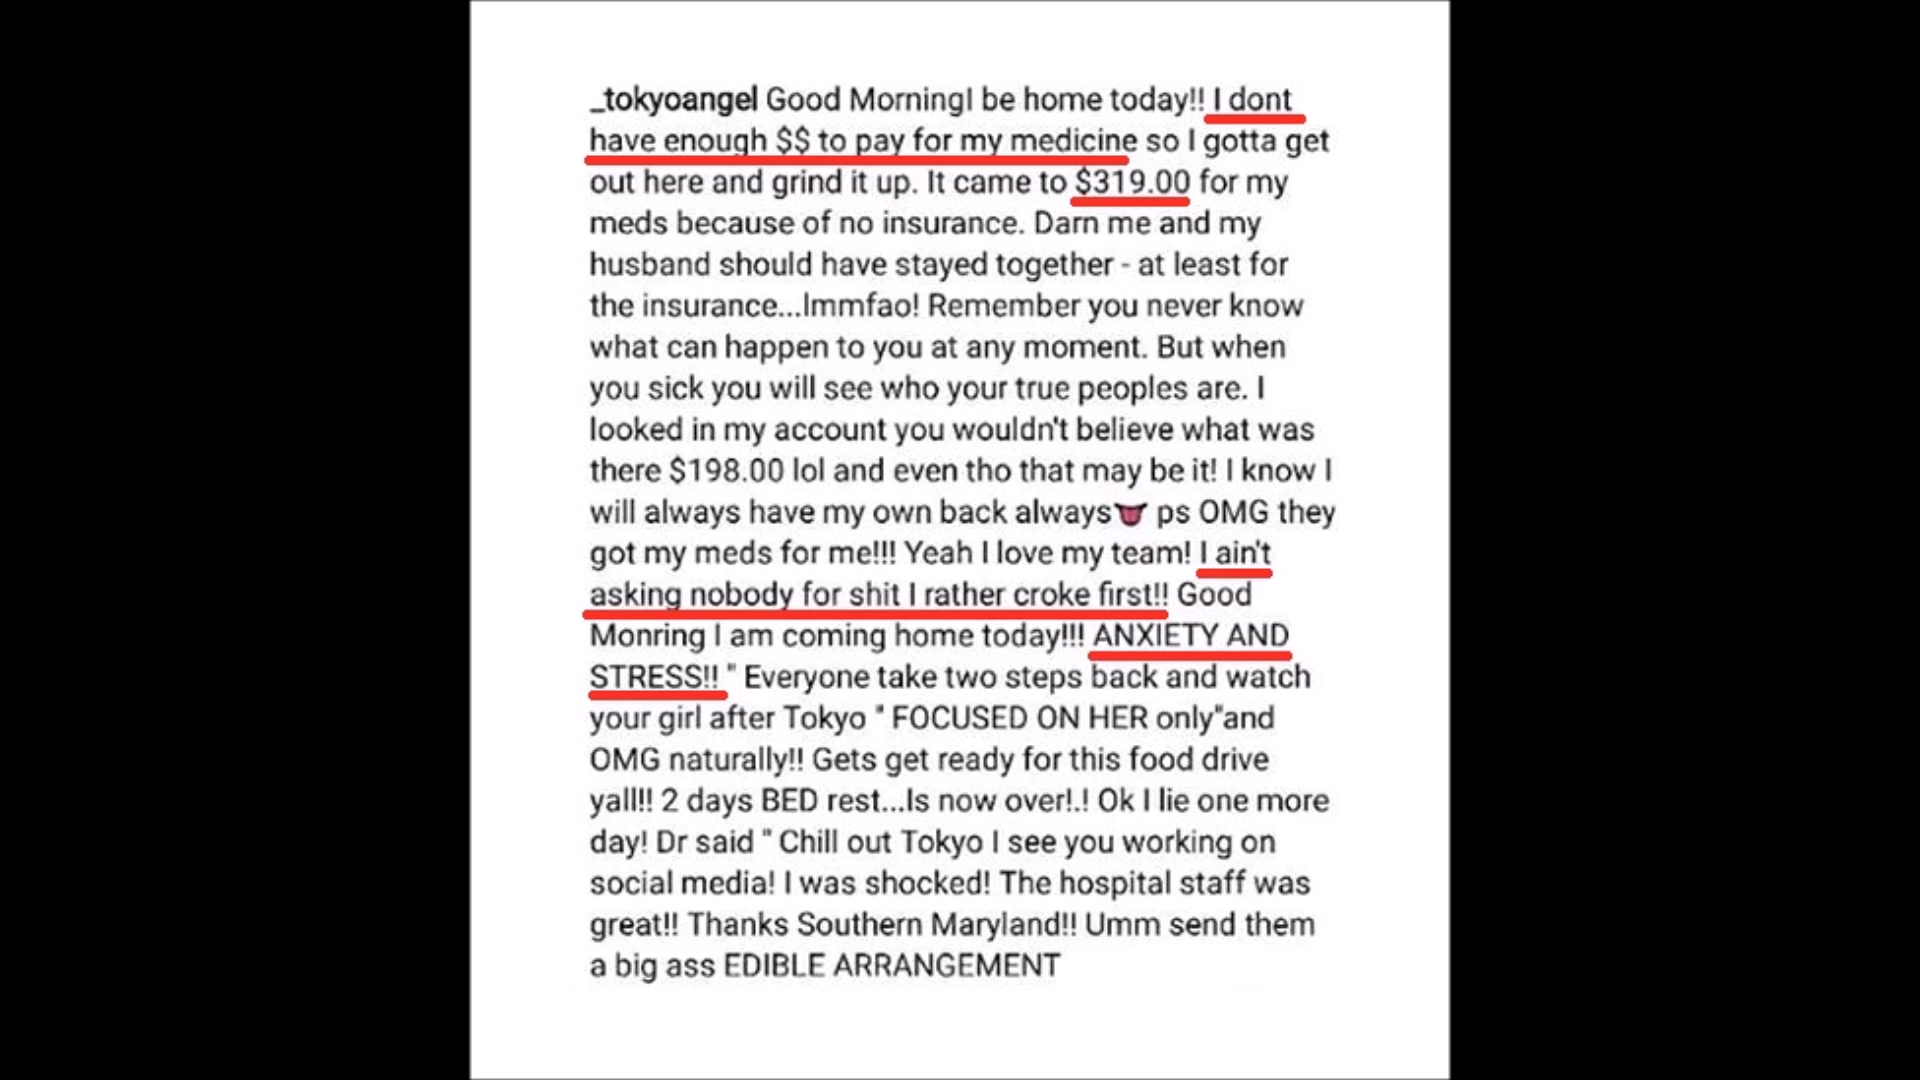 _tokyoangel Good MorningI be home today!! I dont
have enough $$ to pay for my medicine so I gotta get
out here and grind it up. It came to $319.00 for my
meds because of no insurance. Darn me and my
husband should have stayed together - at least for
the insurance...lmmfao! Remember you never know
what can happen to you at any moment. But when
you sick you will see who your true peoples are. I
looked in my account you wouldn't believe what was
there $198.00 lol and even tho that may be it! I know I
will always have my own back always👅 ps OMG they
got my meds for me!!! Yeah I love my team! I ain't
asking nobody for shit I rather croke first!! Good
Monring I am coming home today!!! ANXIETY AND
STRESS!! " Everyone take two steps back and watch
your girl after Tokyo " FOCUSED ON HER only"and
OMG naturally!! Gets get ready for this food drive
yall!! 2 days BED rest...Is now over!.! Ok I lie one more
day! Dr said " Chill out Tokyo I see you working on
social media! I was shocked! The hospital staff was
great!! Thanks Southern Maryland!! Umm send them
a big ass EDIBLE ARRANGEMENT